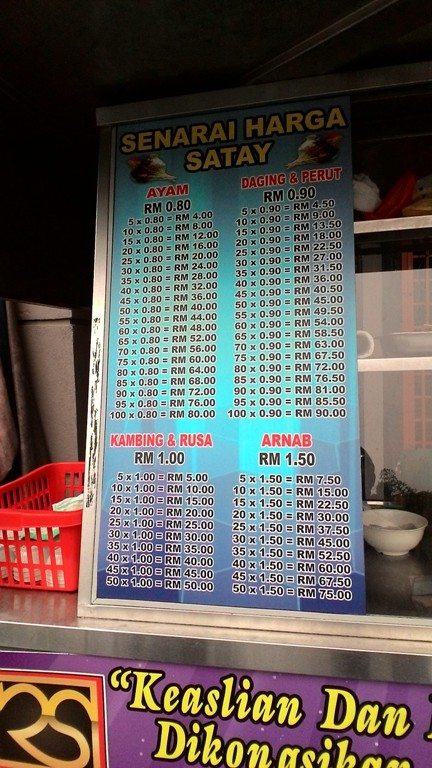 SENARAI HARGA
SATAY
AYAM
RM 0.80
5 x 0.80 = RM 4.00
10 x 0.80 = RM 8.00
15 x 0.80 = RM 12.00
20 x 0.80 = RM 16.00
25 x 0.80 = RM 20.00
30 x 0.80 = RM 24.00
35 x 0.80 = RM 28.00
40 x 0.80 = RM 32.00
45 x 0.80 = RM 36.00
50 x 0.80 = RM 40.00
55 x 0.80 = RM 44.00
60 x 0.80 = RM 48.00
65 x 0.80 = RM 52.00
70 x 0.80 = RM 56.00
75 x 0.80 = RM 60.00
80 x 0.80 = RM 64.00
85 x 0.80 = RM 68.00
90 x 0.80 = RM 72.00
95 x 0.80 = RM 76.00
100 x 0.80 = RM 80.00
DAGING & PERUT
RM 0.90
5 x 0.90 = RM 4.50
10 x 0.90 = RM 9.00
15 x 0.90 = RM 13.50
20 x 0.90 = RM 18.00
25 x 0.90 = RM 22.50
30 x 0.90 = RM 27.00
35 x 0.90 = RM 31.50
40 x 0.90 = RM 36.00
45 x 0.90 = RM 40.50
50 x 0.90 = RM 45.00
55 x 0.90 = RM 49.50
60 x 0.90 = RM 54.00
65 x 0.90 = RM 58.50
70 x 0.90 = RM 63.00
75 x 0.90 = RM 67.50
80 x 0.90 = RM 72.00
85 x 0.90 = RM 76.50
90 x 0.90 = RM 81.00
95 x 0.90 = RM 85.50
100 x 0.90 = RM 90.00
KAMBING & RUSA
RM 1.00
5 x 1.00 = RM 5.00
10 x 1.00 = RM 10.00
15 x 1.00 = RM 15.00
20 x 1.00 = RM 20.00
25 x 1.00 = RM 25.00
30 x 1.00 = RM 30.00
35 x 1.00 = RM 35.00
40 x 1.00 = RM 40.00
45 x 1.00 = RM 45.00
50 x 1.00 = RM 50.00
ARNAB
RM 1.50
5 x 1.50 = RM 7.50
10 x 1.50 = RM 15.00
15 x 1.50 = RM 22.50
20 x 1.50 = RM 30.00
25 x 1.50 = RM 37.50
30 x 1.50 = RM 45.00
35 x 1.50 = RM 52.50
40 x 1.50 = RM 60.00
45 x 1.50 = RM 67.50
50 x 1.50 = RM 75.00
RS
"Keaslian Dan
Dikongsikan